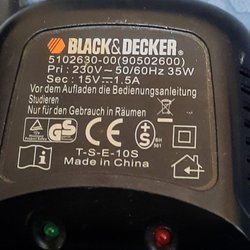 BLACK&DECKER
5102630-00(90502600)
Pri : 230V~50/60Hz 35W
Sec : 15V⎓1.5A
Vor dem Aufladen die Bedienungsanleitung
Studieren
Nur für den Gebrauch in Räumen
GS
+S
T-S-E-10S
Made in China